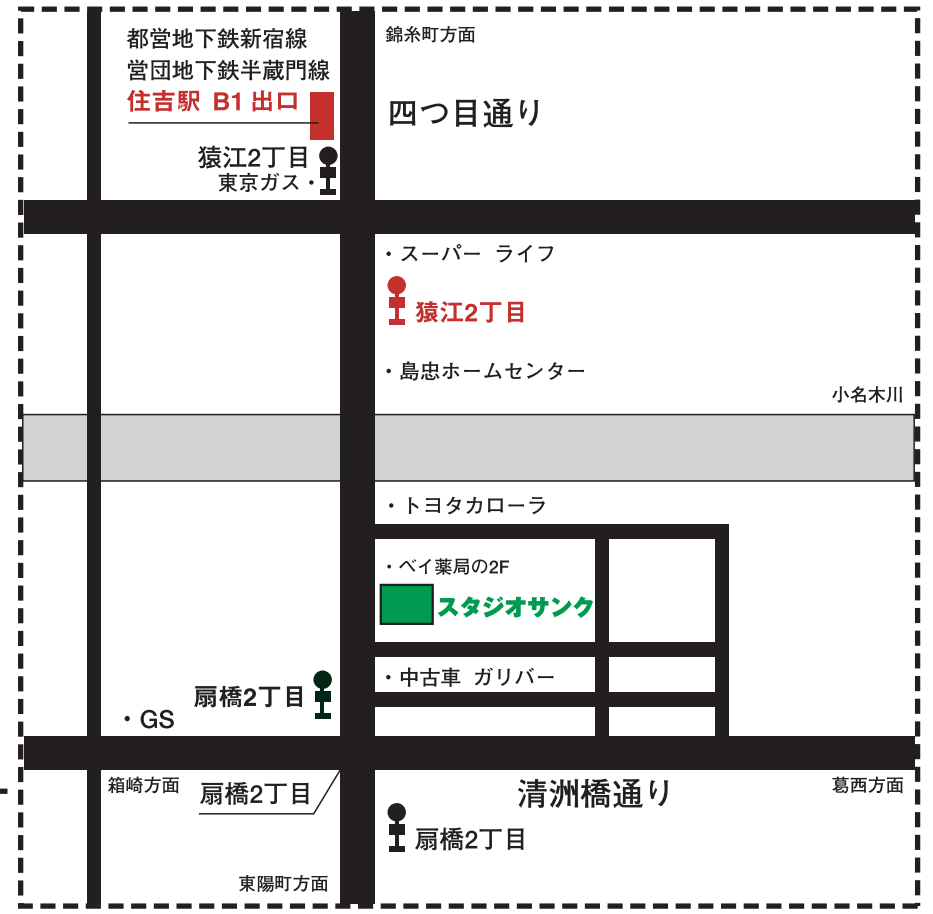 都営地下鉄新宿線
営団地下鉄半蔵門線
住吉駅 B1 出口
錦糸町方面
四つ目通り
猿江2丁目
東京ガス・
・スーパー ライフ
猿江2丁目
・島忠ホームセンター
小名木川
・トヨタカローラ
・ベイ薬局の2F
スタジオサンク
・中古車 ガリバー
扇橋2丁目
・GS
箱崎方面
扇橋2丁目
清洲橋通り
葛西方面
扇橋2丁目
東陽町方面